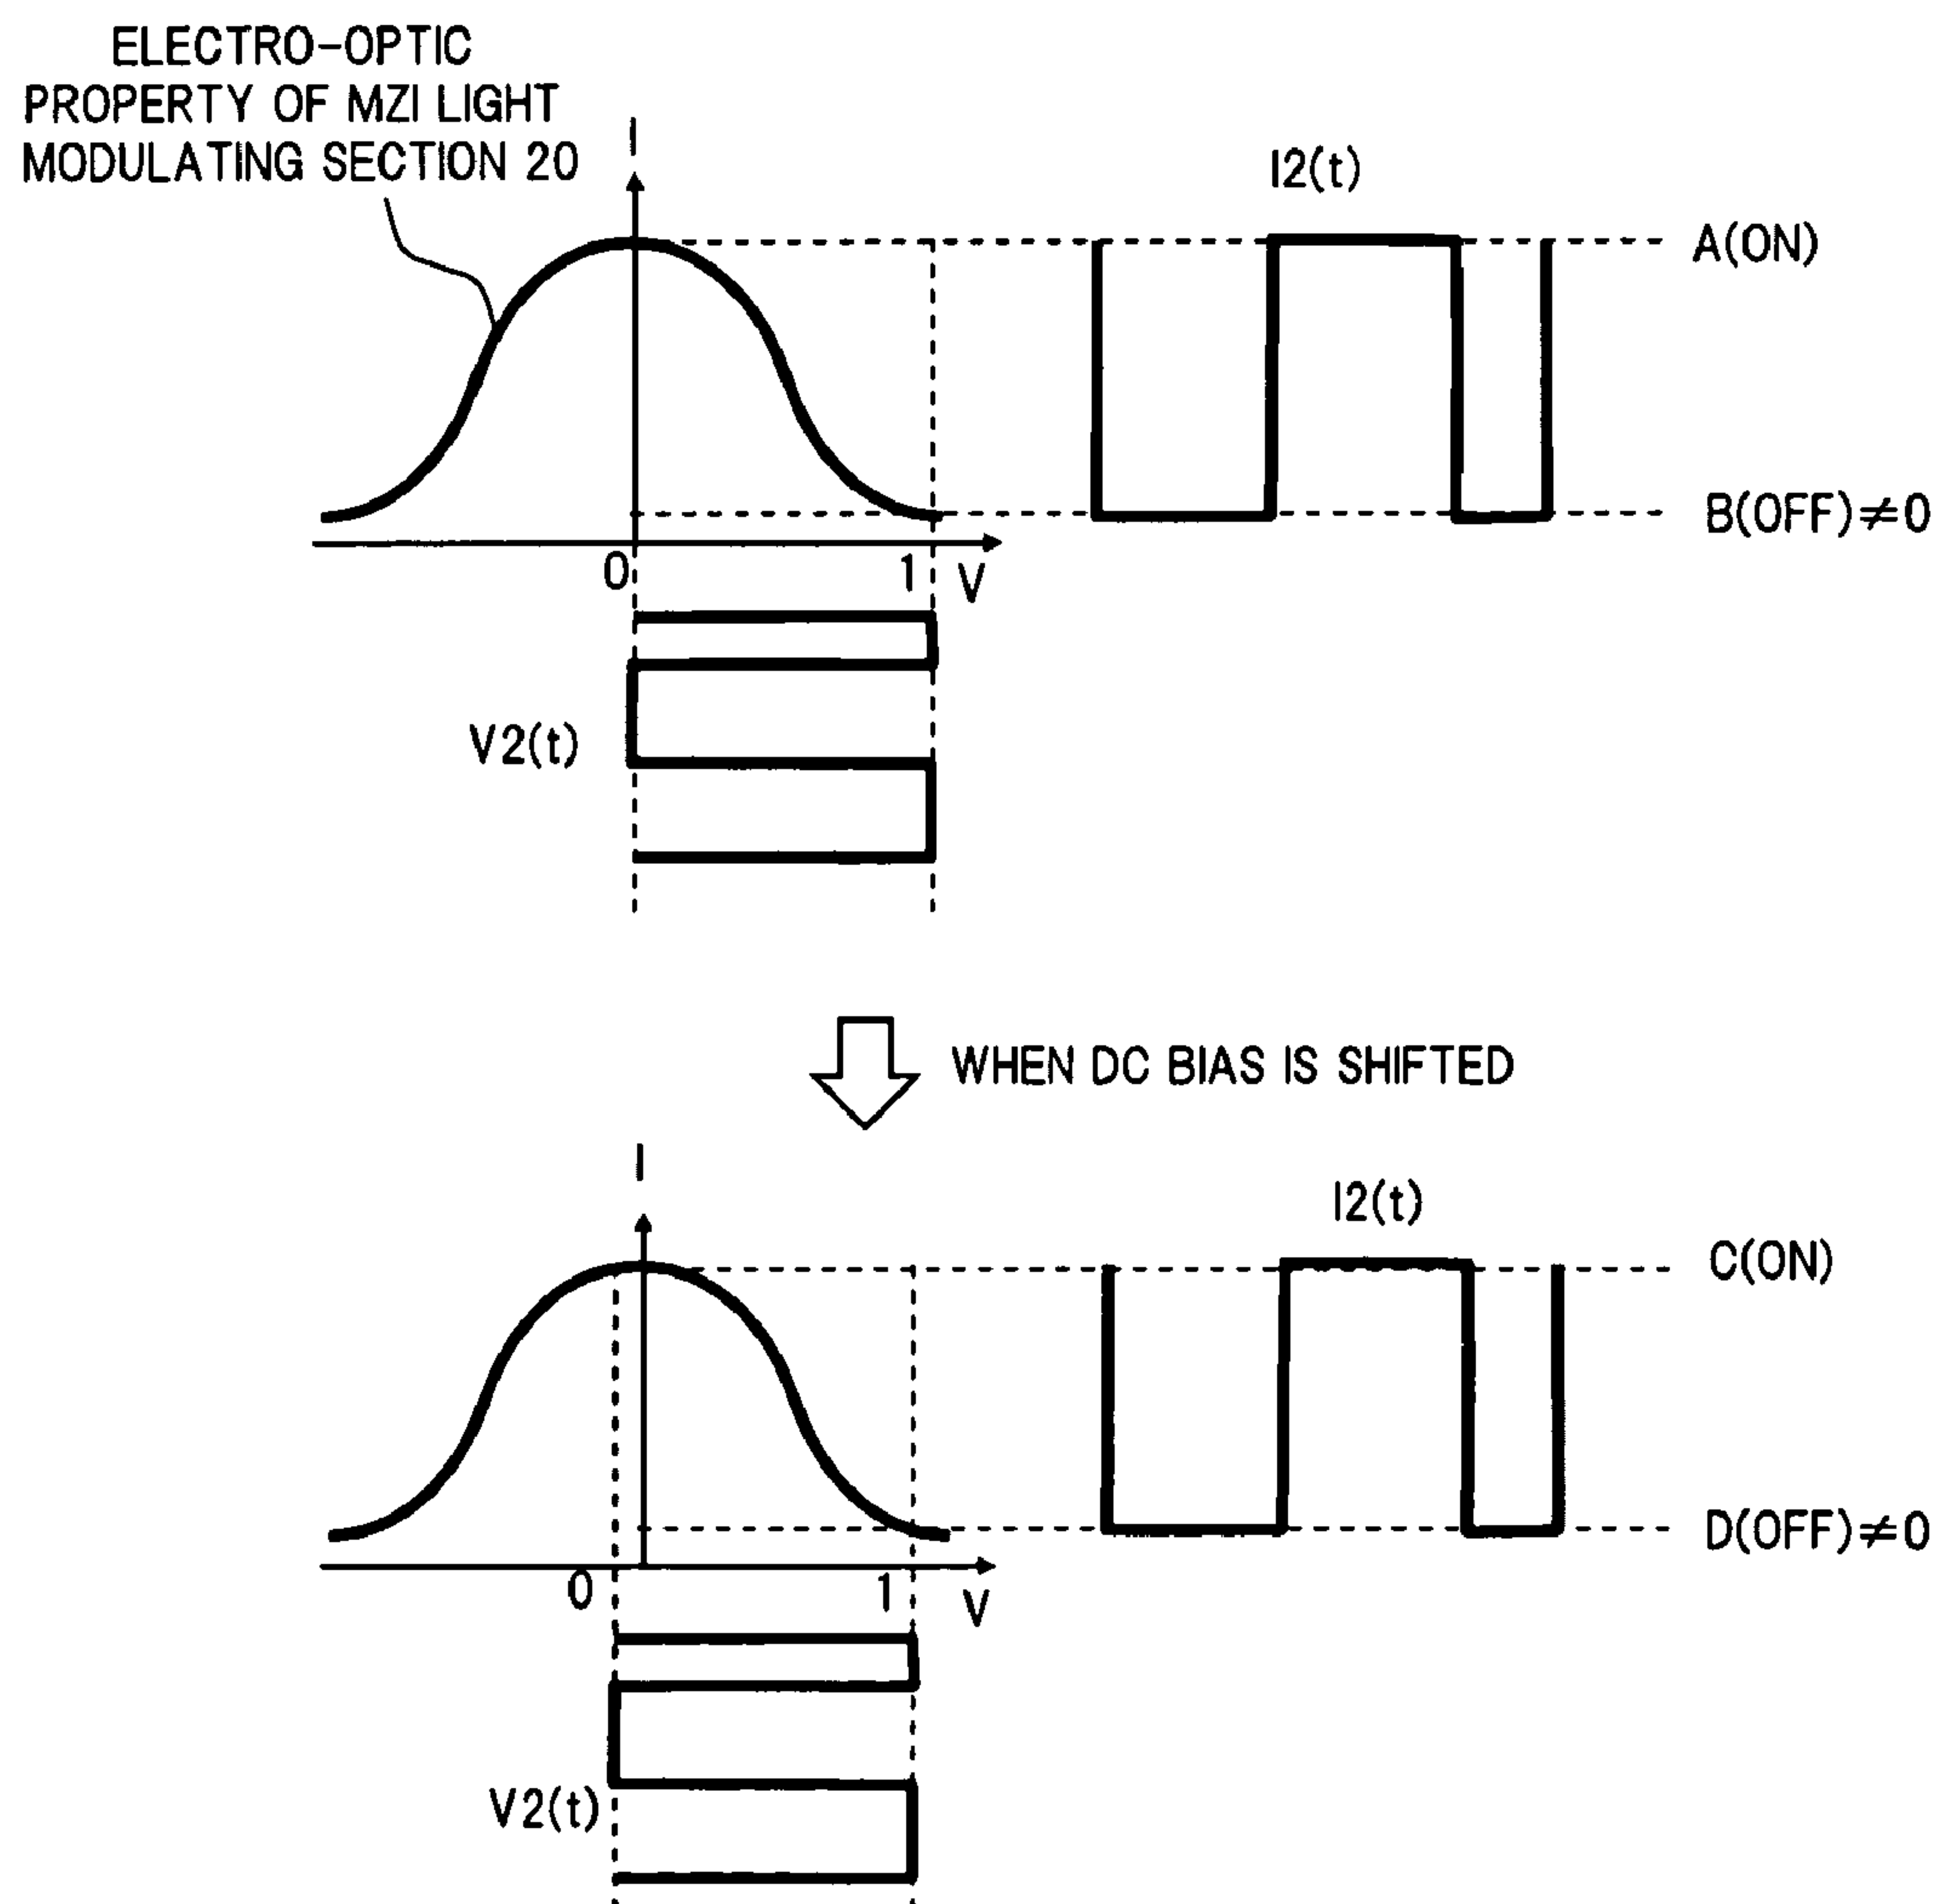 ELECTRO-OPTIC
PROPERTY OF MZI LIGHT
MODULATING SECTION 20
I
I2(t)
A(ON)
B(OFF)≠0
0
1
V
V2(t)
WHEN DC BIAS IS SHIFTED
I
I2(t)
C(ON)
D(OFF)≠0
0
1
V
V2(t)